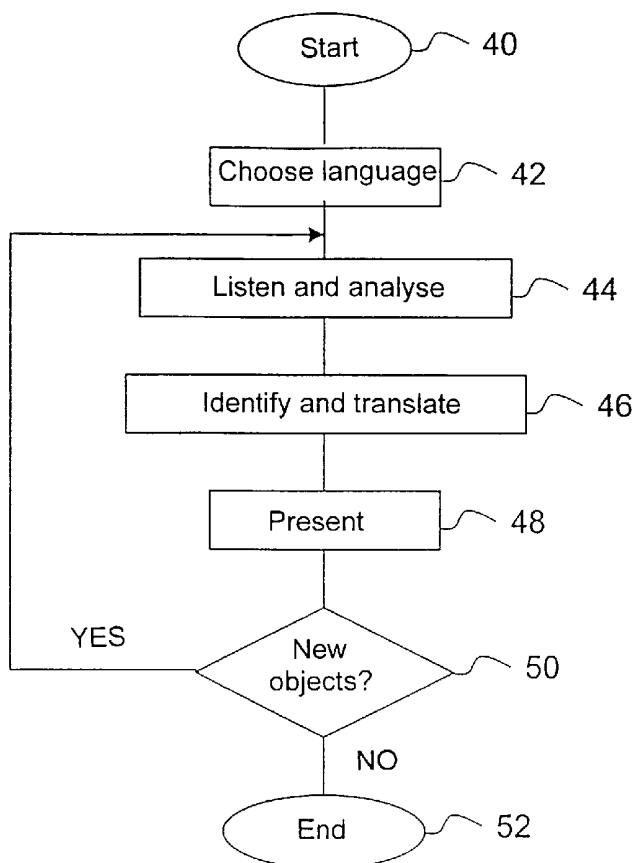 Start
40
Choose language
42
Listen and analyse
44
Identify and translate
46
Present
48
YES
New
objects?
50
NO
End
52